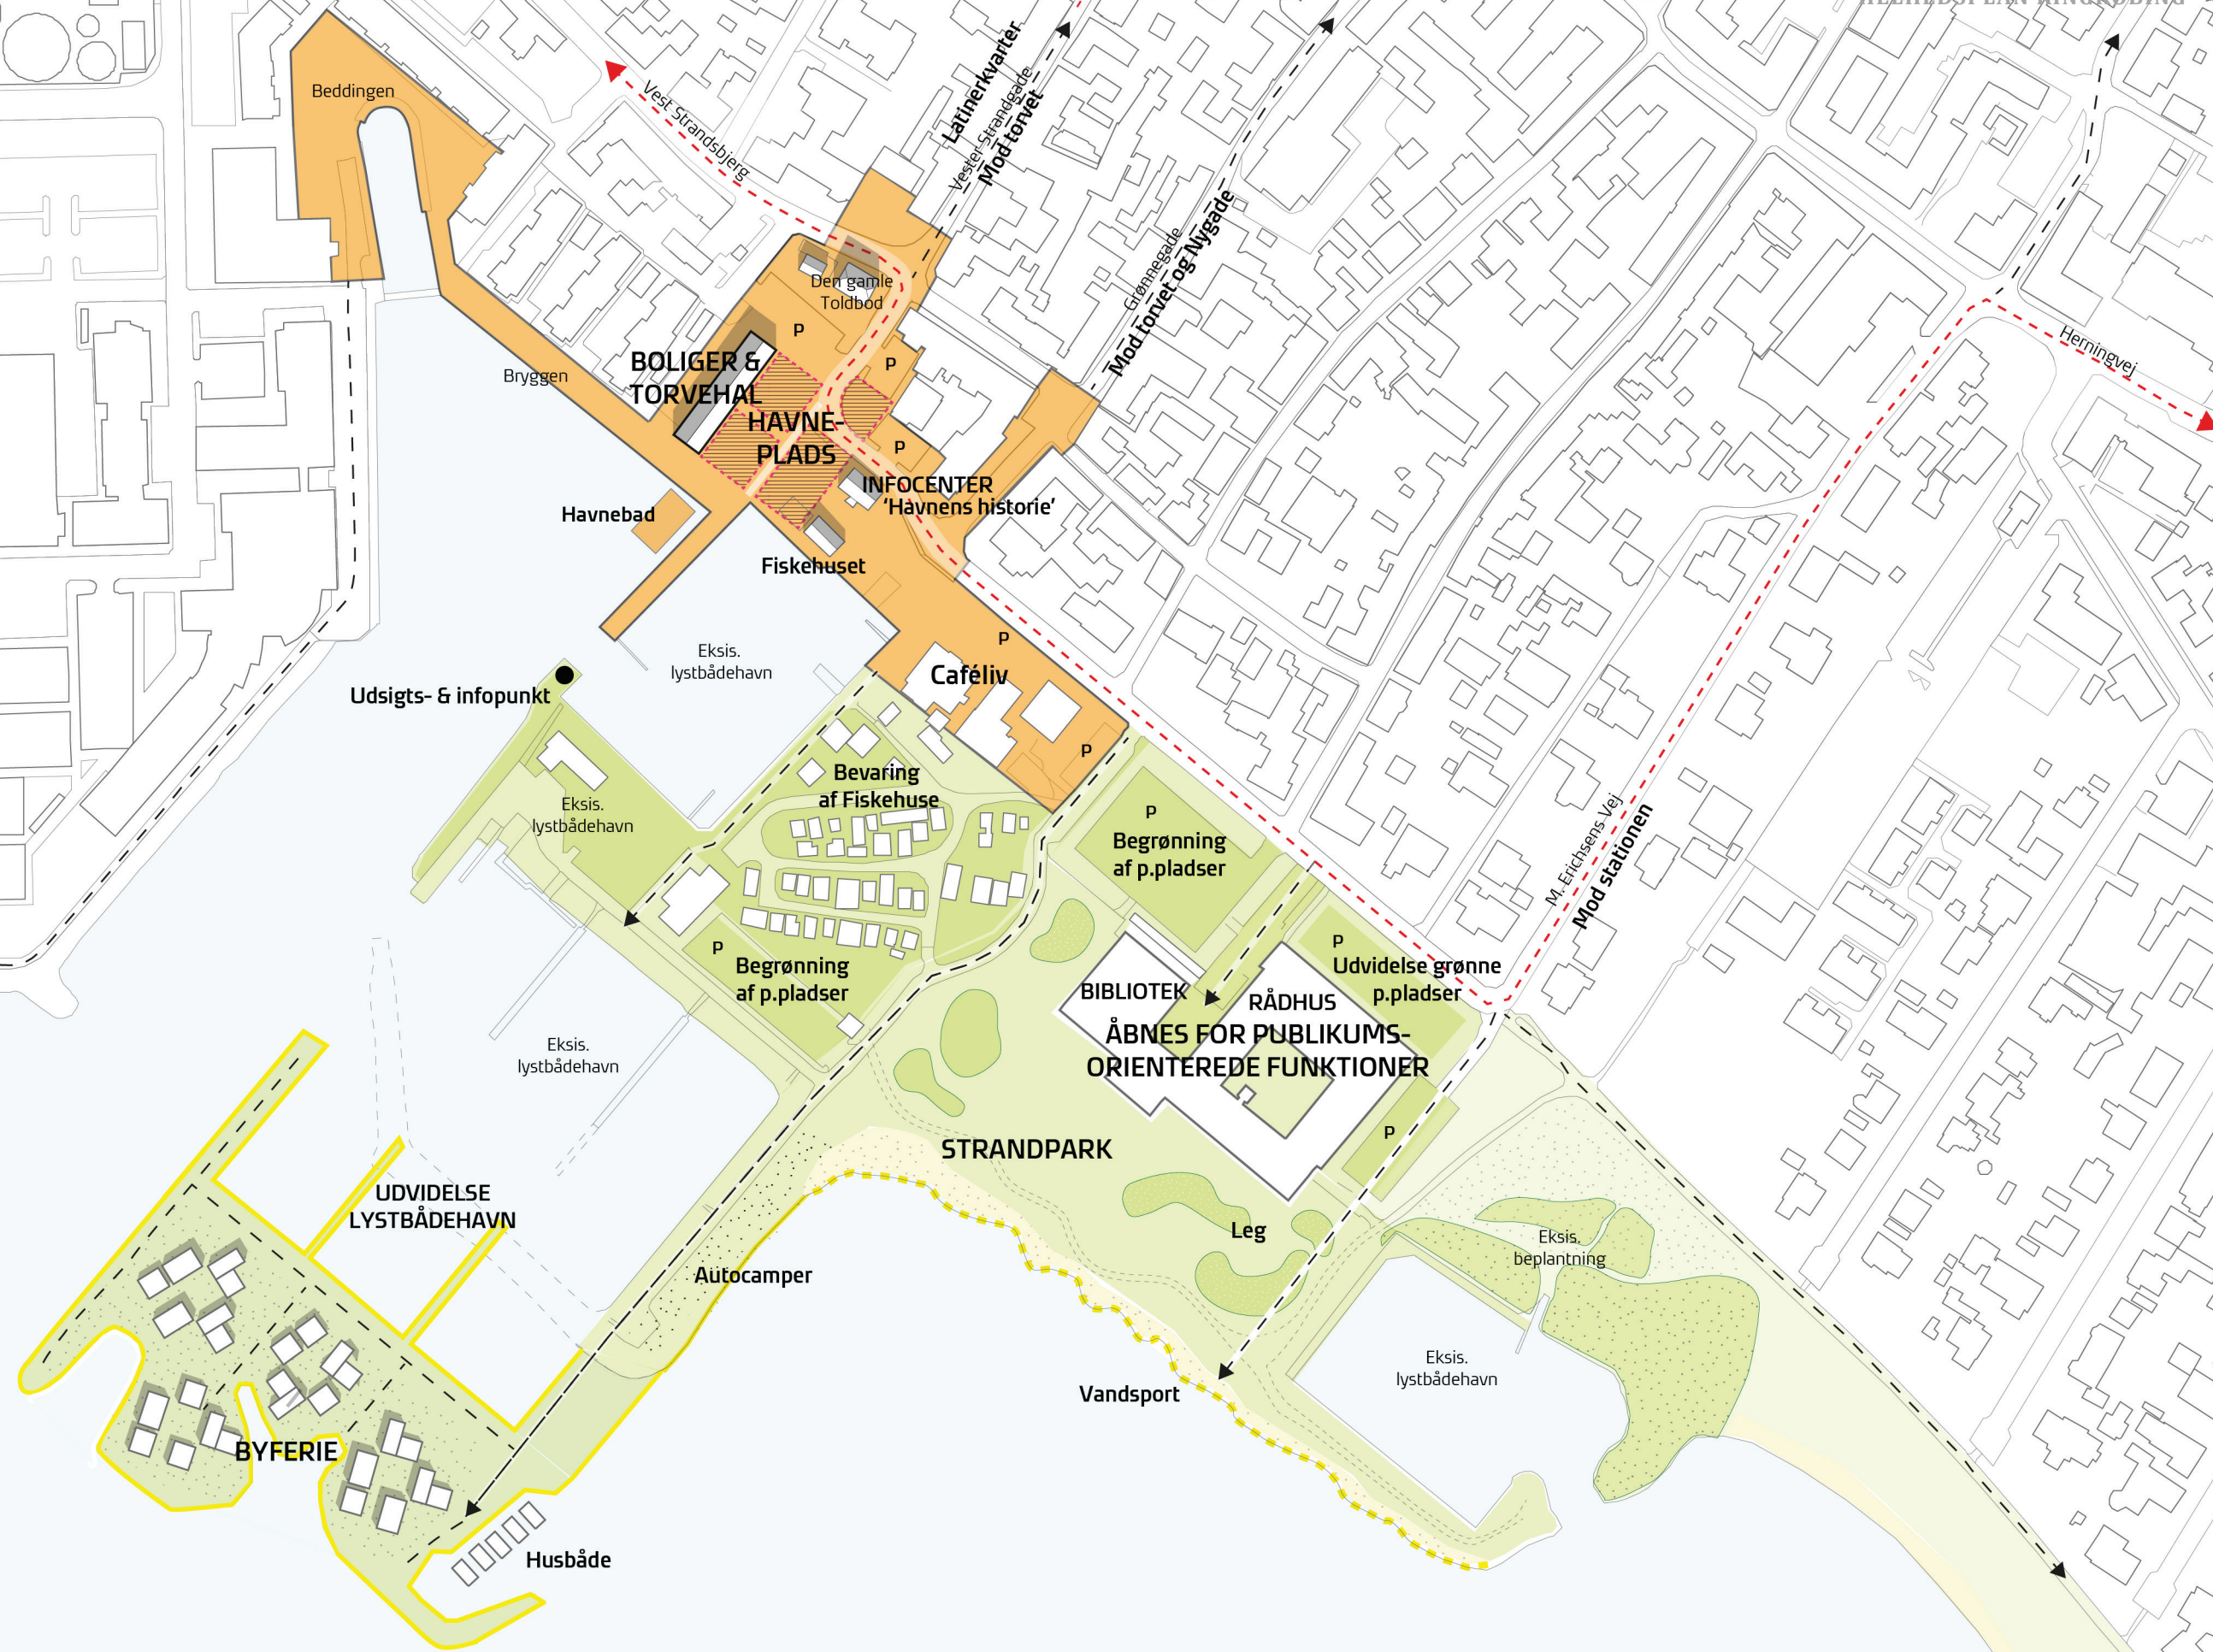 HELHEDSPLAN RINGKØBING
Beddingen
Vest Strandsbjerg
Latinerkvarter
Vester Strandgade
Mod torvet
Grønnegade
Mod torvet og Nygade
Herningvej
Den gamle
Toldbod
P
BOLIGER &
TORVEHAL
P
Bryggen
HAVNE-
PLADS
P
INFOCENTER
'Havnens historie'
Havnebad
Fiskehuset
Eksis.
lystbådehavn
P
Caféliv
Udsigts- & infopunkt
P
Bevaring
af Fiskehuse
Eksis.
lystbådehavn
P
Begrønning
af p.pladser
M. Erichsens Vej
Mod stationen
P
Begrønning
af p.pladser
P
Udvidelse grønne
p.pladser
BIBLIOTEK
RÅDHUS
ÅBNES FOR PUBLIKUMS-
ORIENTEREDE FUNKTIONER
Eksis.
lystbådehavn
P
STRANDPARK
UDVIDELSE
LYSTBÅDEHAVN
Leg
Eksis.
beplantning
Autocamper
Eksis.
lystbådehavn
Vandsport
BYFERIE
Husbåde